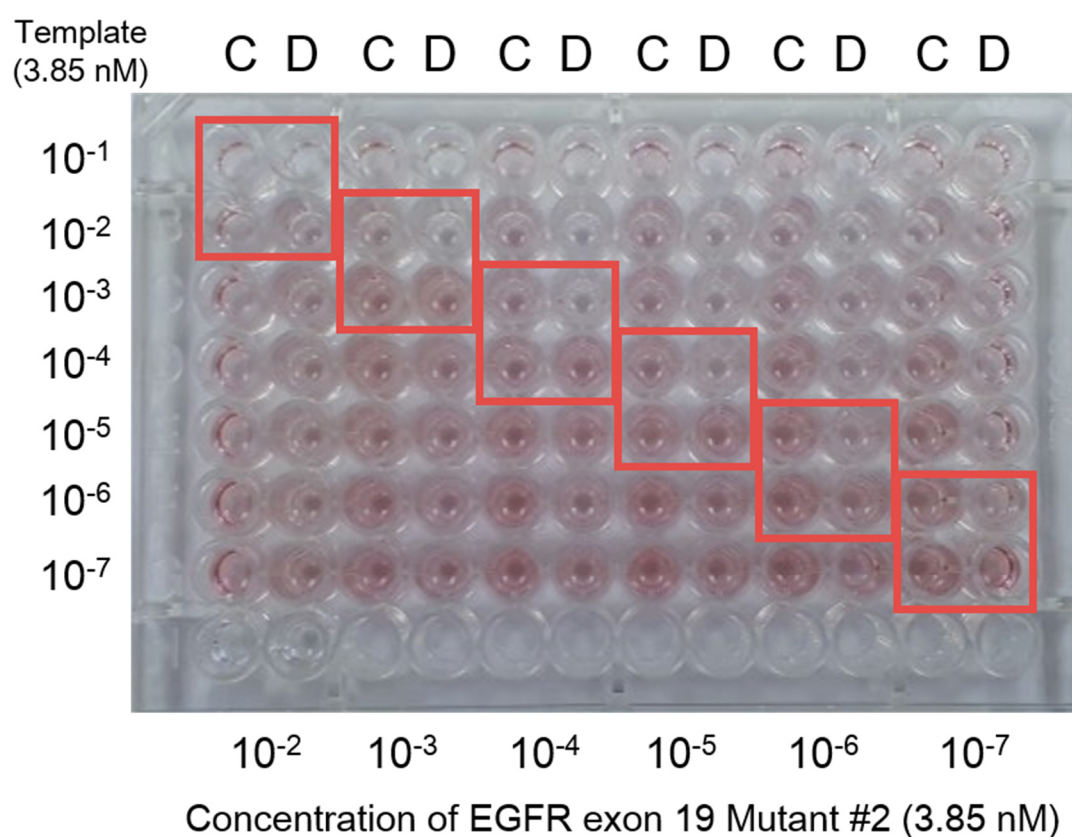 Template
(3.85 nM)
C D C D C D C D C D C D
10⁻¹
10⁻²
10⁻³
10⁻⁴
10⁻⁵
10⁻⁶
10⁻⁷
10⁻² 10⁻³ 10⁻⁴ 10⁻⁵ 10⁻⁶ 10⁻⁷
Concentration of EGFR exon 19 Mutant #2 (3.85 nM)